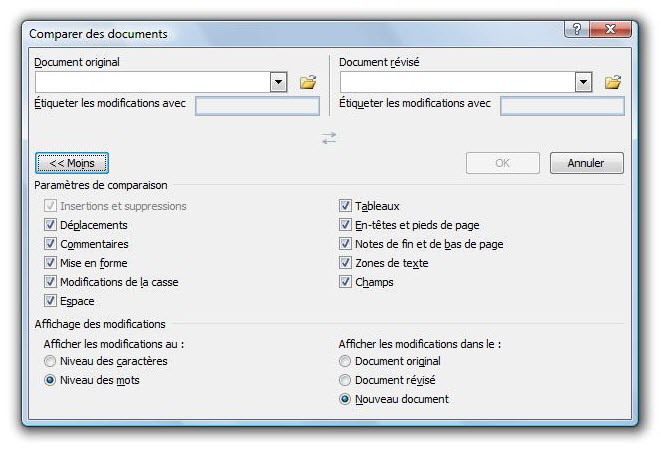 Comparer des documents
Document original
Document révisé
Étiqueter les modifications avec
Étiqueter les modifications avec
<< Moins
OK
Annuler
Paramètres de comparaison
Insertions et suppressions
Déplacements
Commentaires
Mise en forme
Modifications de la casse
Espace
Tableaux
En-têtes et pieds de page
Notes de fin et de bas de page
Zones de texte
Champs
Affichage des modifications
Afficher les modifications au :
Niveau des caractères
Niveau des mots
Afficher les modifications dans le :
Document original
Document révisé
Nouveau document